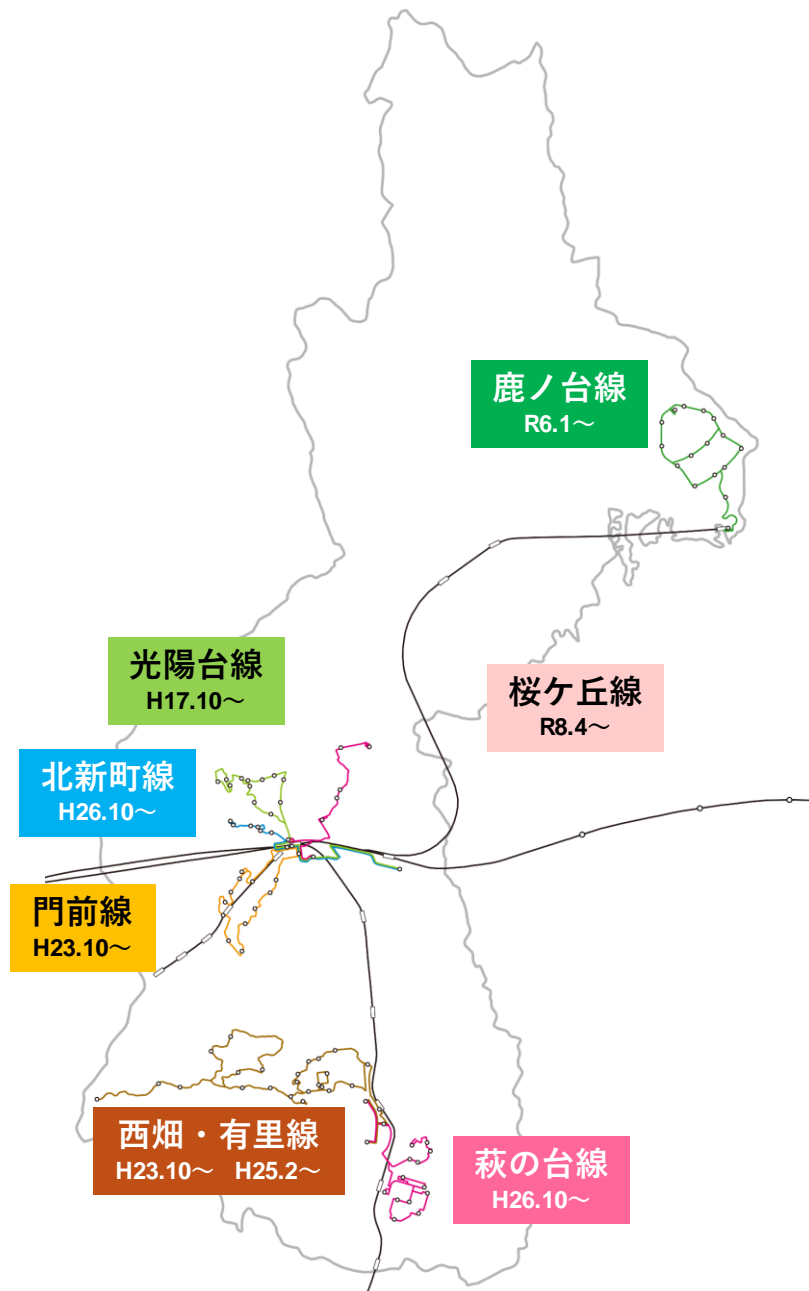 鹿ノ台線
R6.1～
光陽台線
H17.10～
桜ケ丘線
R8.4～
北新町線
H26.10～
門前線
H23.10～
西畑・有里線
H23.10～ H25.2～
萩の台線
H26.10～